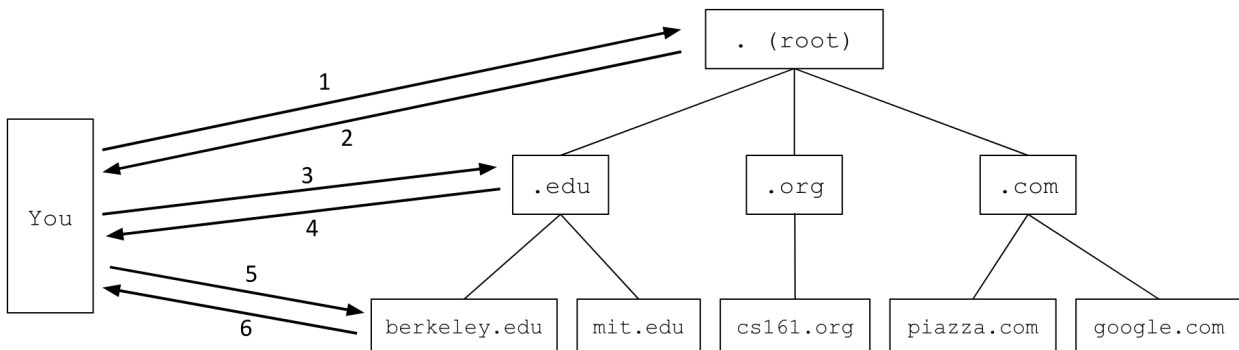 . (root)
1
2
You
3
4
.edu
.org
.com
5
6
berkeley.edu
mit.edu
cs161.org
piazza.com
google.com